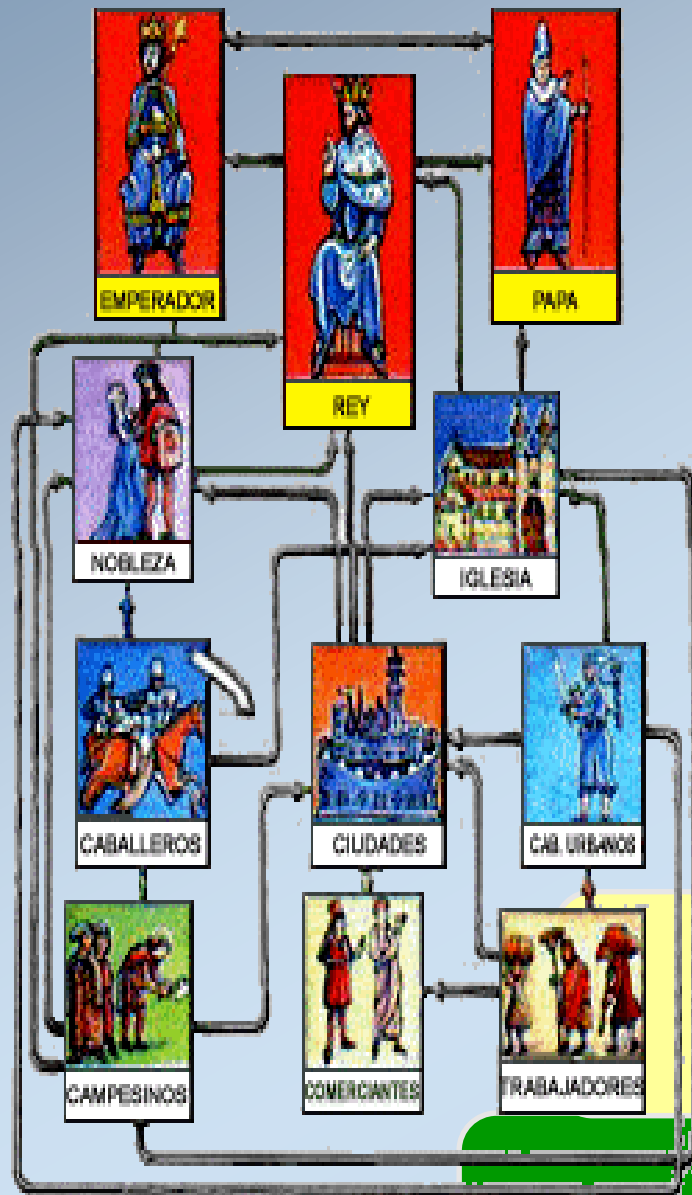 EMPERADOR
PAPA
REY
NOBLEZA
IGLESIA
CABALLEROS
CIUDADES
CAB. URBANOS
CAMPESINOS
COMERCIANTES
TRABAJADORES